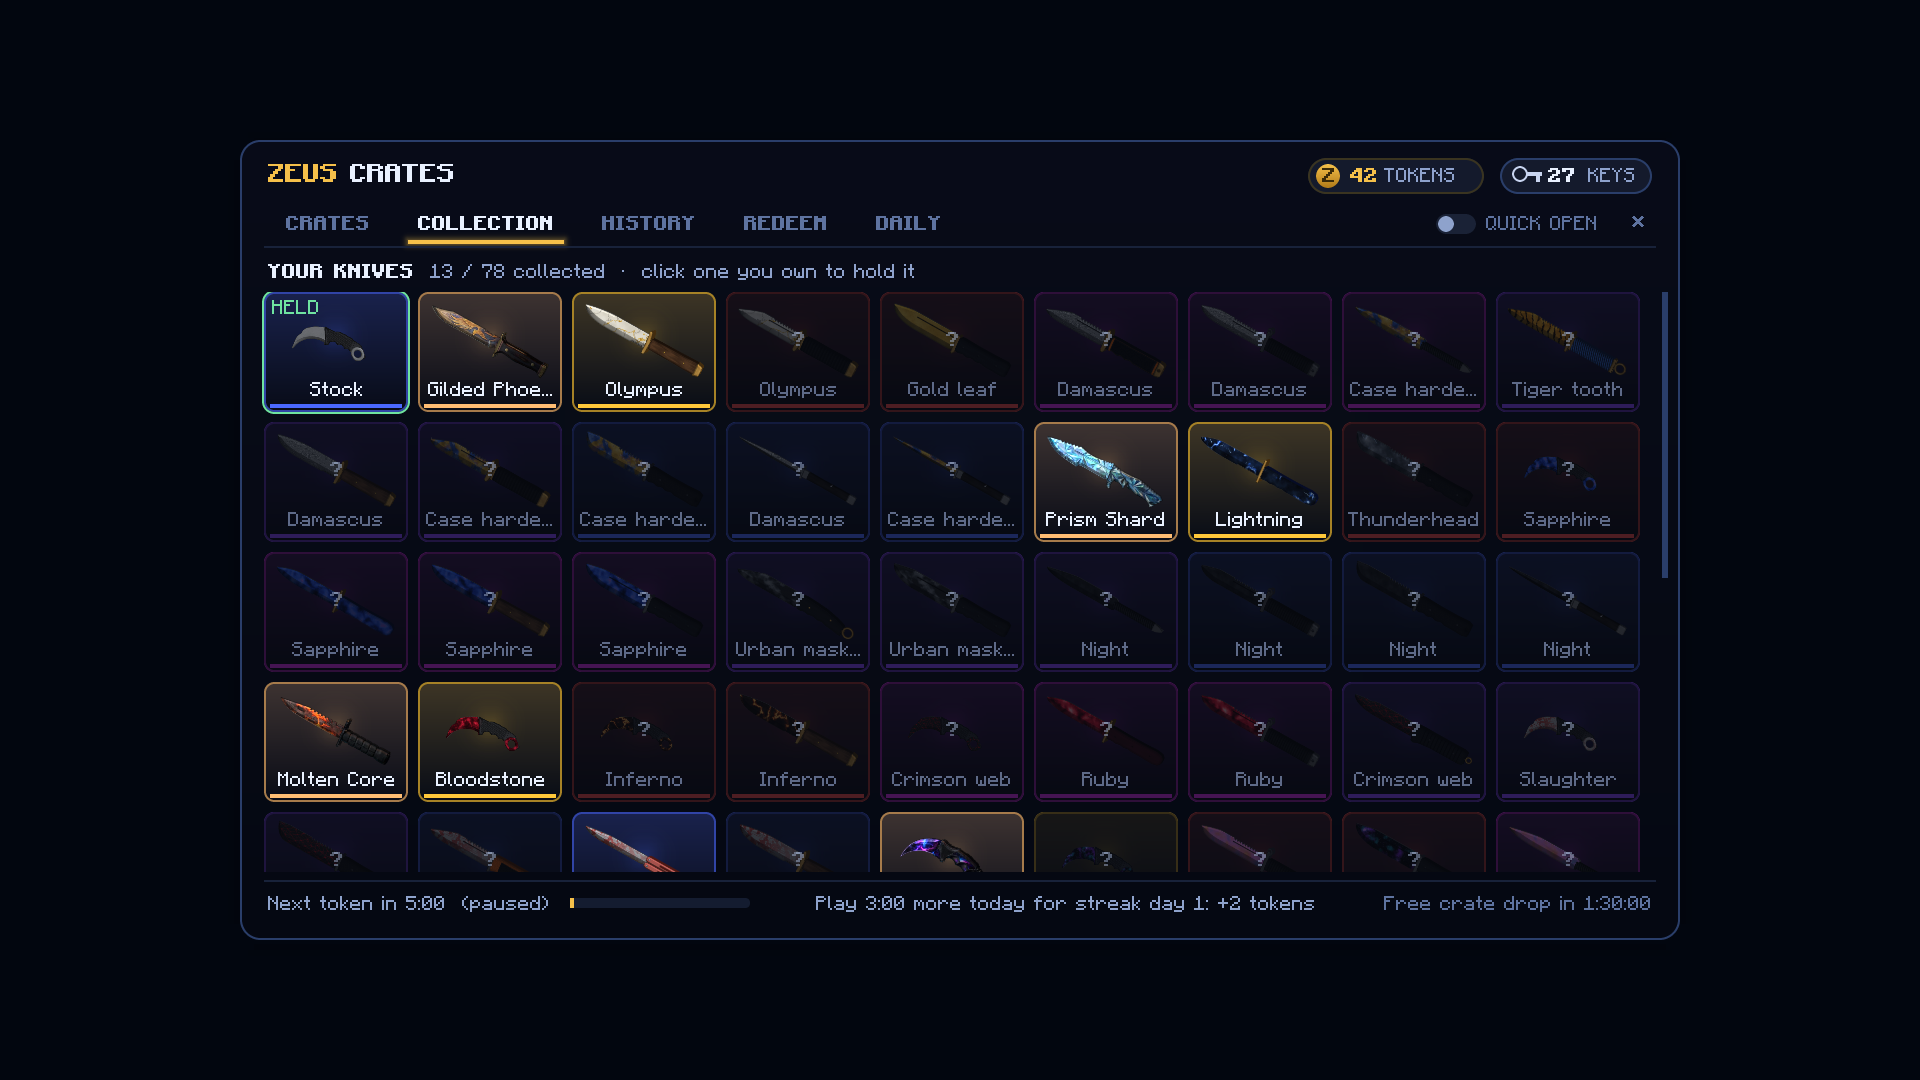 ZEUS CRATES
Z 42 TOKENS
27 KEYS
CRATES COLLECTION HISTORY REDEEM DAILY
QUICK OPEN ×
YOUR KNIVES 13 / 78 collected · click one you own to hold it
HELD
? ? ? ? ? ?
Stock Gilded Phoe... Olympus Olympus Gold leaf Damascus Damascus Case harde... Tiger tooth
? ? ? ? ? ? ?
Damascus Case harde... Case harde... Damascus Case harde... Prism Shard Lightning Thunderhead Sapphire
? ? ? ? ? ? ? ? ?
Sapphire Sapphire Sapphire Urban mask... Urban mask... Night Night Night Night
? ? ? ? ? ? ?
Molten Core Bloodstone Inferno Inferno Crimson web Ruby Ruby Crimson web Slaughter
? ? ? ? ? ? ?
Next token in 5:00 (paused)
Play 3:00 more today for streak day 1: +2 tokens
Free crate drop in 1:30:00